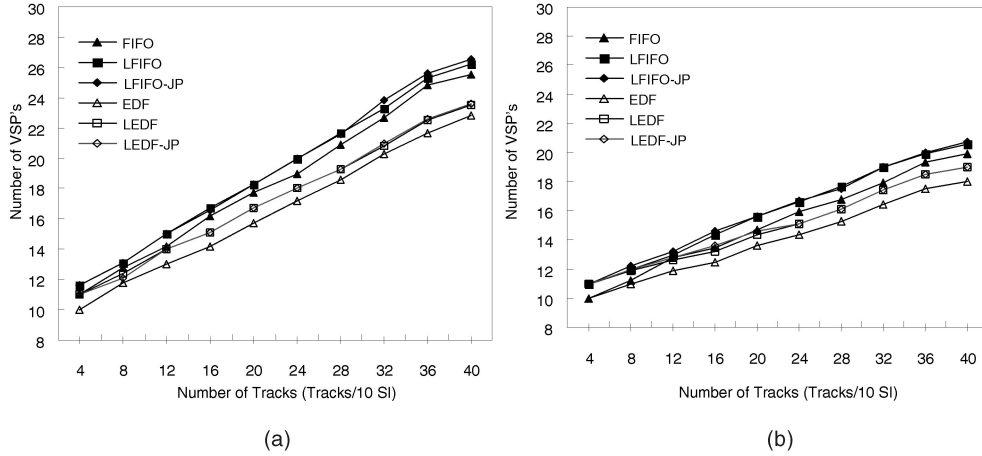 30
28
26
24
22
20
18
16
14
12
10
8
Number of VSP's
FIFO
LFIFO
LFIFO-JP
EDF
LEDF
LEDF-JP
4 8 12 16 20 24 28 32 36 40
Number of Tracks (Tracks/10 SI)
(a)
30
28
26
24
22
20
18
16
14
12
10
8
Number of VSP's
FIFO
LFIFO
LFIFO-JP
EDF
LEDF
LEDF-JP
4 8 12 16 20 24 28 32 36 40
Number of Tracks (Tracks/10 SI)
(b)